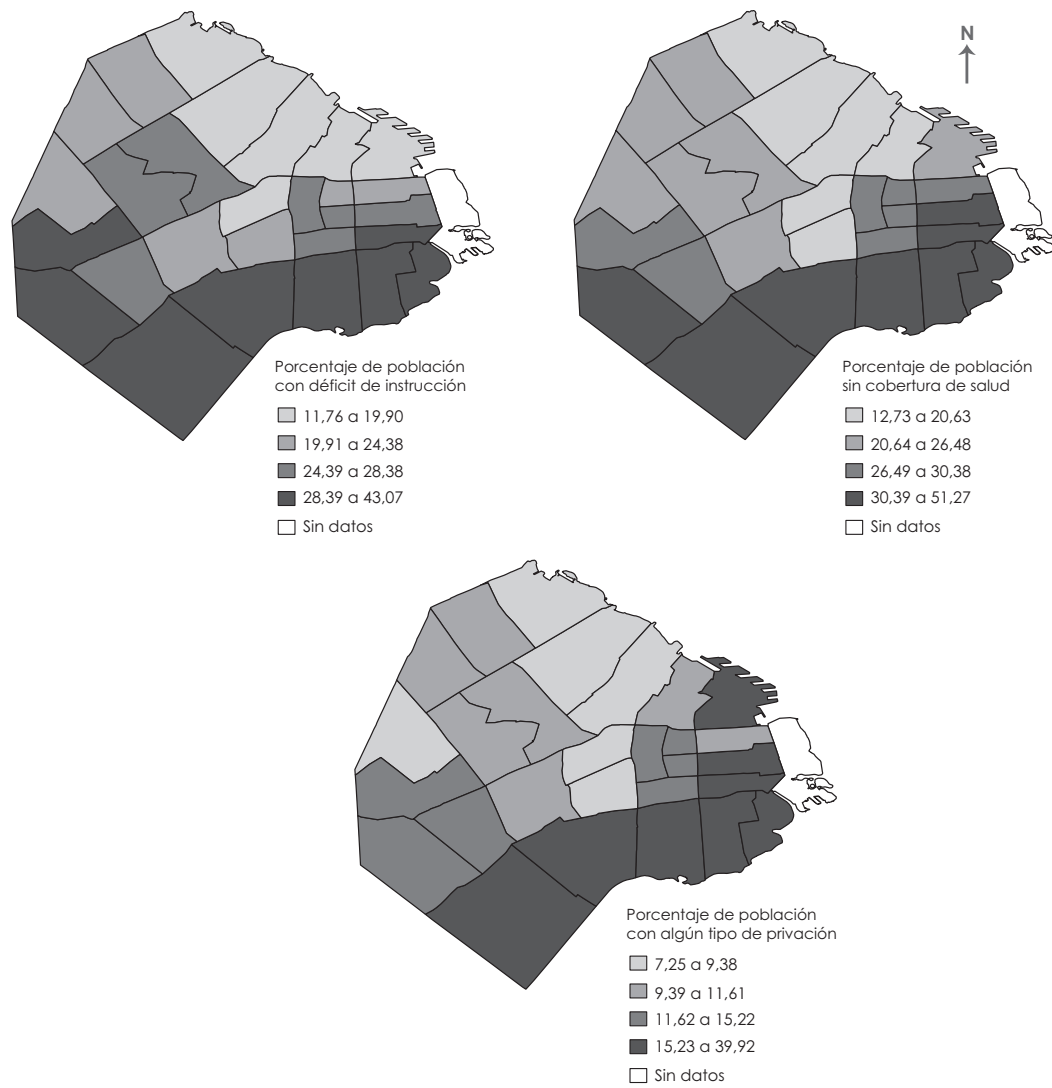 N
Porcentaje de población
con déficit de instrucción
11,76 a 19,90
19,91 a 24,38
24,39 a 28,38
28,39 a 43,07
Sin datos
Porcentaje de población
sin cobertura de salud
12,73 a 20,63
20,64 a 26,48
26,49 a 30,38
30,39 a 51,27
Sin datos
Porcentaje de población
con algún tipo de privación
7,25 a 9,38
9,39 a 11,61
11,62 a 15,22
15,23 a 39,92
Sin datos